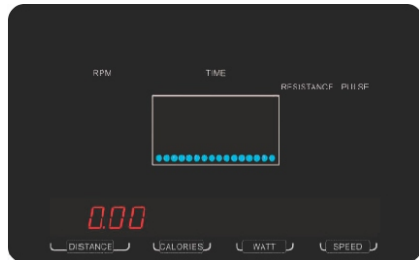 RPM TIME
RESISTANCE PULSE
0.00
DISTANCE CALORIES WATT SPEED